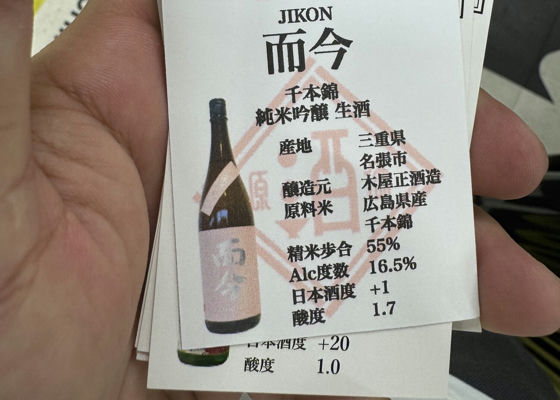 JIKON
而今
千本錦
純米吟醸 生酒
産地 三重県
名張市
醸造元 木屋正酒造
原料米 広島県産
千本錦
精米歩合 55%
Alc度数 16.5%
日本酒度 +1
酸度 1.7
而今
酒
原
日本酒度 +20
酸度 1.0